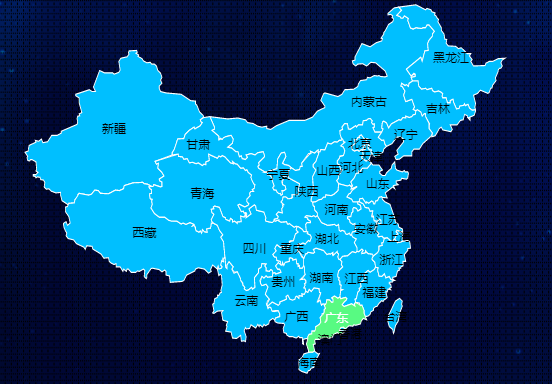 黑龙江
内蒙古
吉林
新疆
辽宁
甘肃
北京
天津
河北
山西
宁夏
陕西
山东
青海
河南
江苏
安徽
西藏
上海
湖北
四川
重庆
浙江
湖南
江西
贵州
福建
云南
广西
广东
台湾
海南